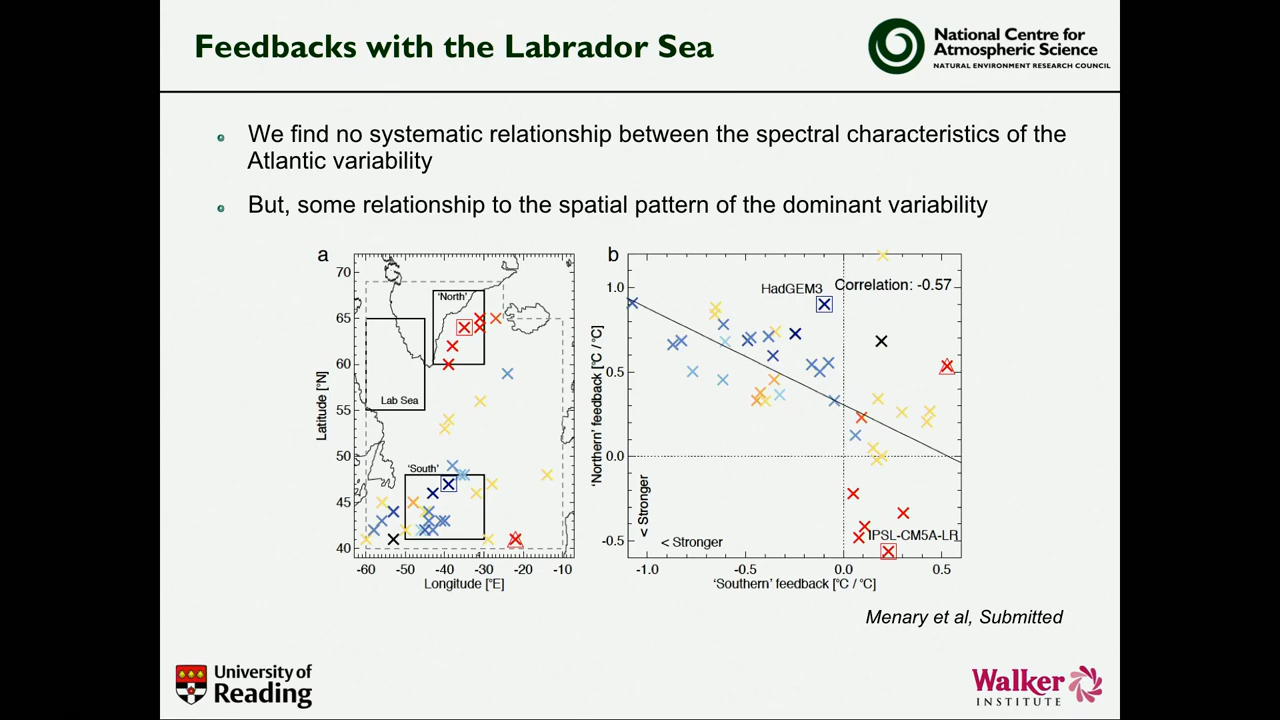 Feedbacks with the Labrador Sea
National Centre for
Atmospheric Science
NATURAL ENVIRONMENT RESEARCH COUNCIL
We find no systematic relationship between the spectral characteristics of the
Atlantic variability
But, some relationship to the spatial pattern of the dominant variability
a
70
65
60
55
50
45
40
-60 -50 -40 -30 -20 -10
Latitude [°N]
Longitude [°E]
'North'
Lab Sea
'South'
b
1.0
0.5
0.0
-0.5
-1.0 -0.5 0.0 0.5
'Northern' feedback [°C / °C]
'Southern' feedback [°C / °C]
HadGEM3
Correlation: -0.57
< Stronger
< Stronger
IPSL-CM5A-LR
Menary et al, Submitted
University of
Reading
Walker
INSTITUTE